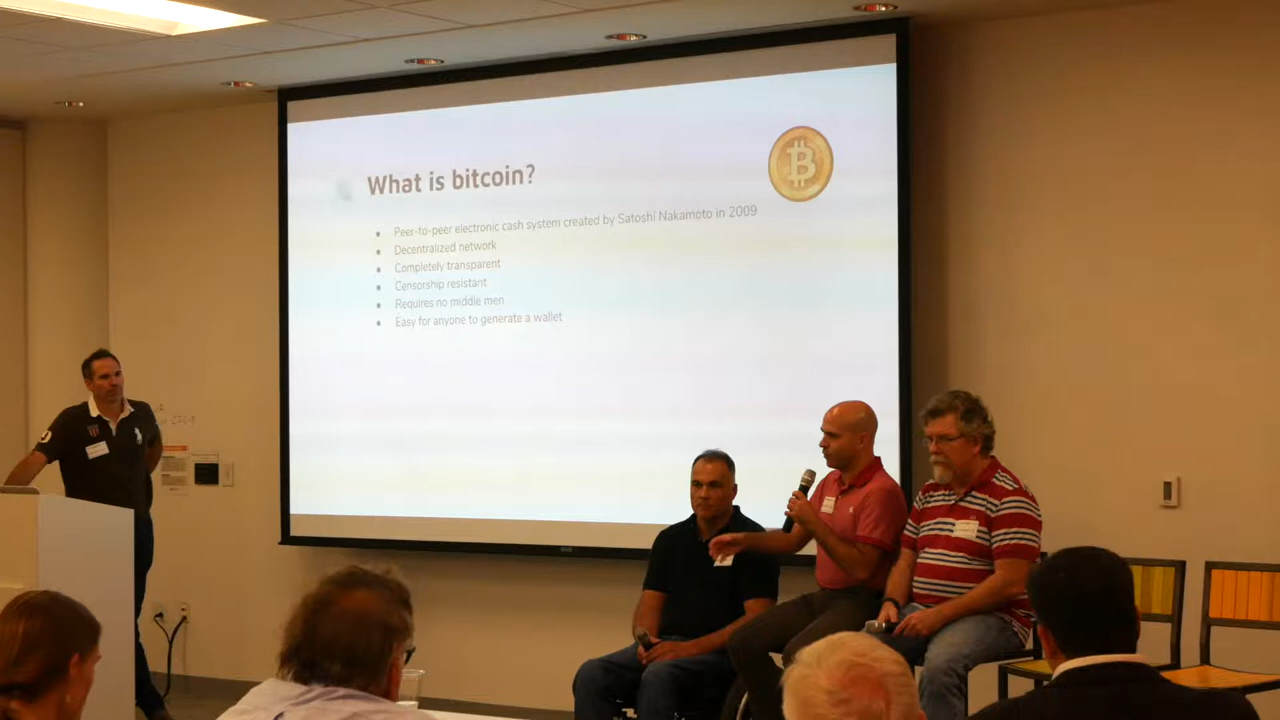 What is bitcoin?
Peer-to-peer electronic cash system created by Satoshi Nakamoto in 2009
Decentralized network
Completely transparent
Censorship resistant
Requires no middle men
Easy for anyone to generate a wallet